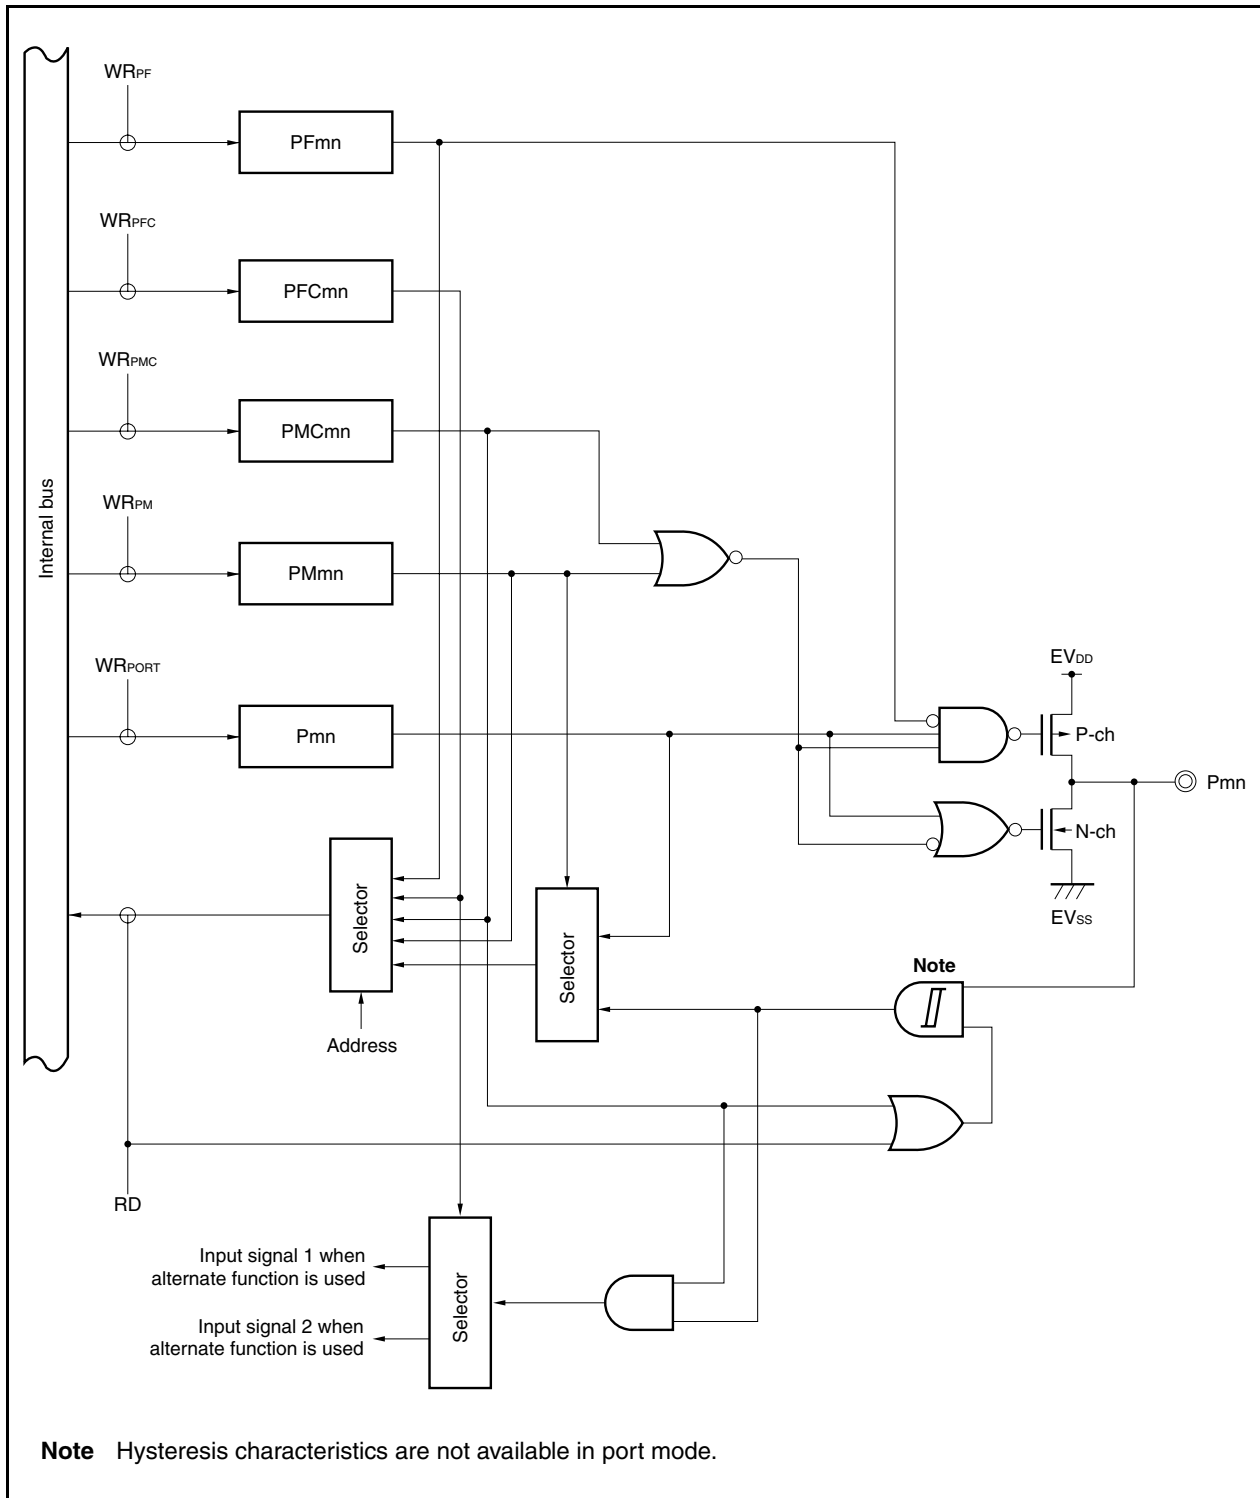 WRPF
PFmn
WRPFC
PFCmn
WRPMC
PMCmn
Internal bus
WRPM
PMmn
WRPORT
Pmn
EVDD
P-ch
Pmn
N-ch
EVSS
Selector
Selector
Note
Address
RD
Input signal 1 when
alternate function is used
Selector
Input signal 2 when
alternate function is used
Note Hysteresis characteristics are not available in port mode.